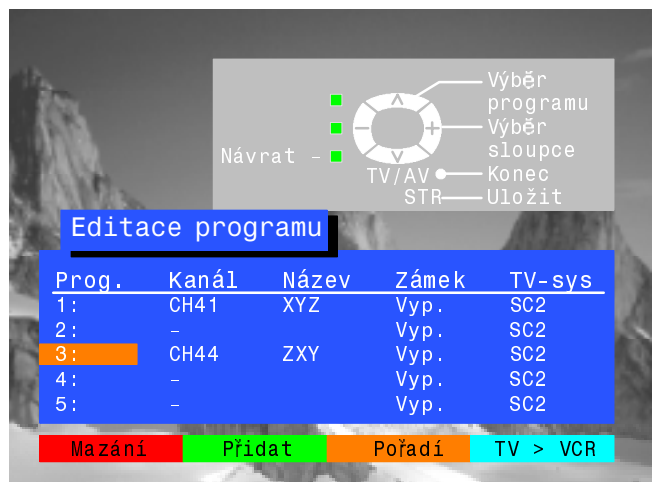 Výběr
programu
Výběr
sloupce
Návrat –
TV/AV Konec
STR Uložit
Editace programu
Prog. Kanál Název Zámek TV-sys
1: CH41 XYZ Vyp. SC2
2: – Vyp. SC2
3: CH44 ZXY Vyp. SC2
4: – Vyp. SC2
5: – Vyp. SC2
Mazání Přidat Pořadí TV > VCR